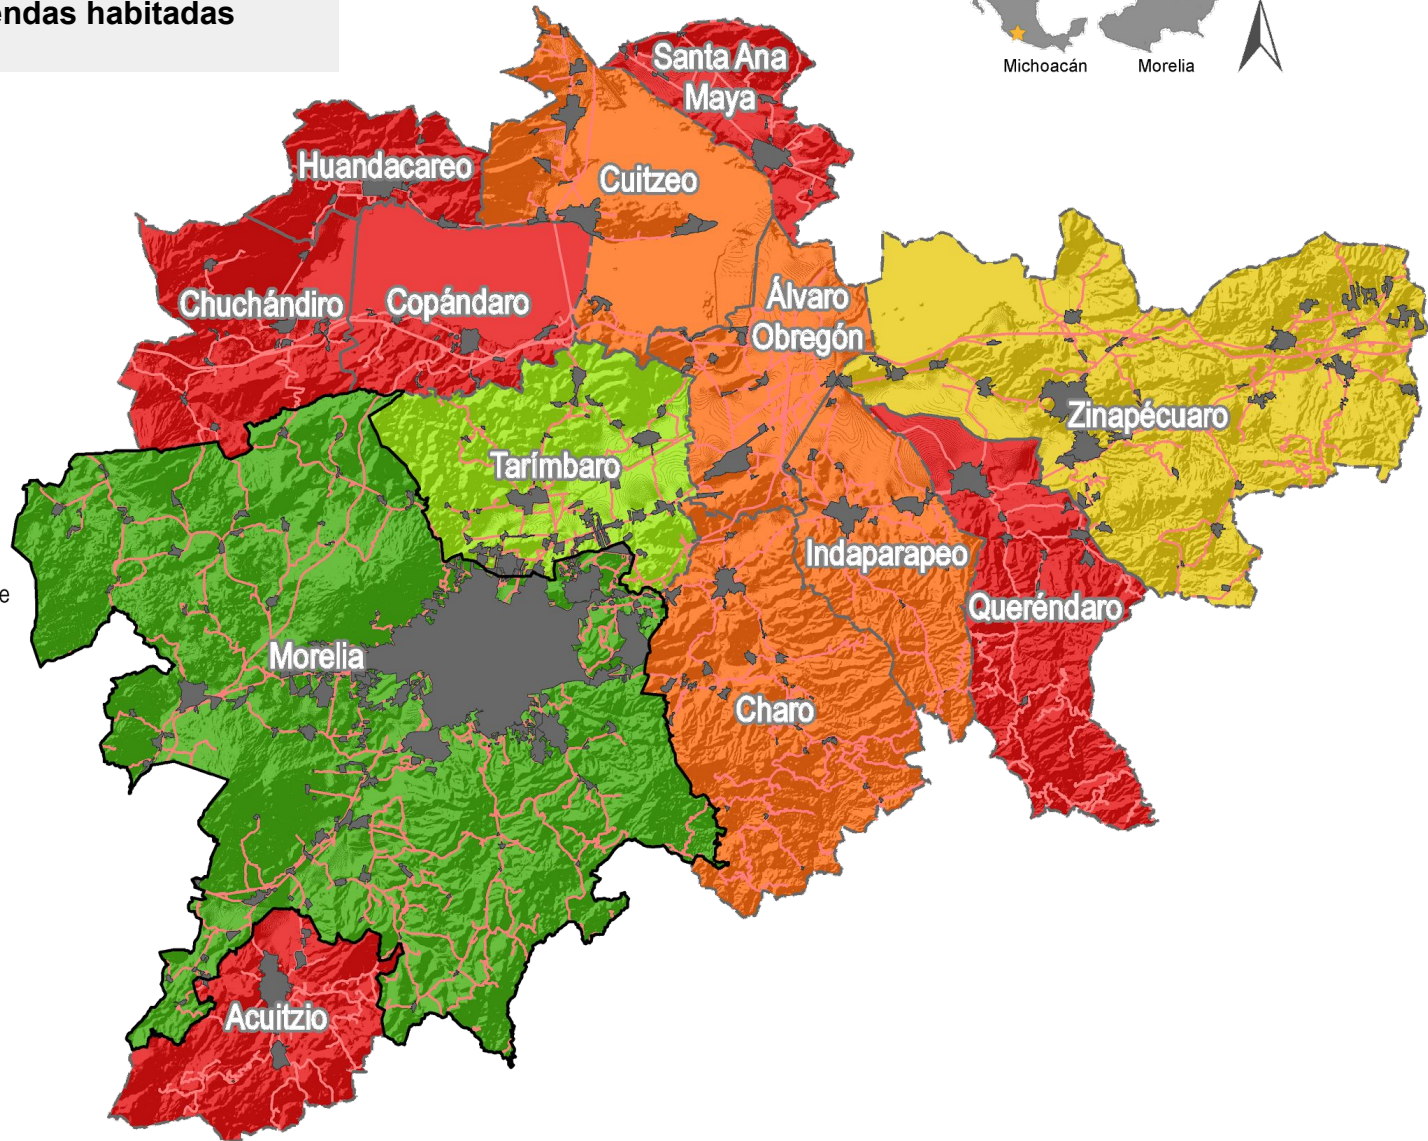 endas habitadas
Michoacán
Morelia
Santa Ana
Maya
Huandacareo
Cuitzeo
Chuchándiro
Copándaro
Álvaro
Obregón
Zinapécuaro
Tarímbaro
Indaparapeo
e
Queréndaro
Morelia
Charo
Acuitzio